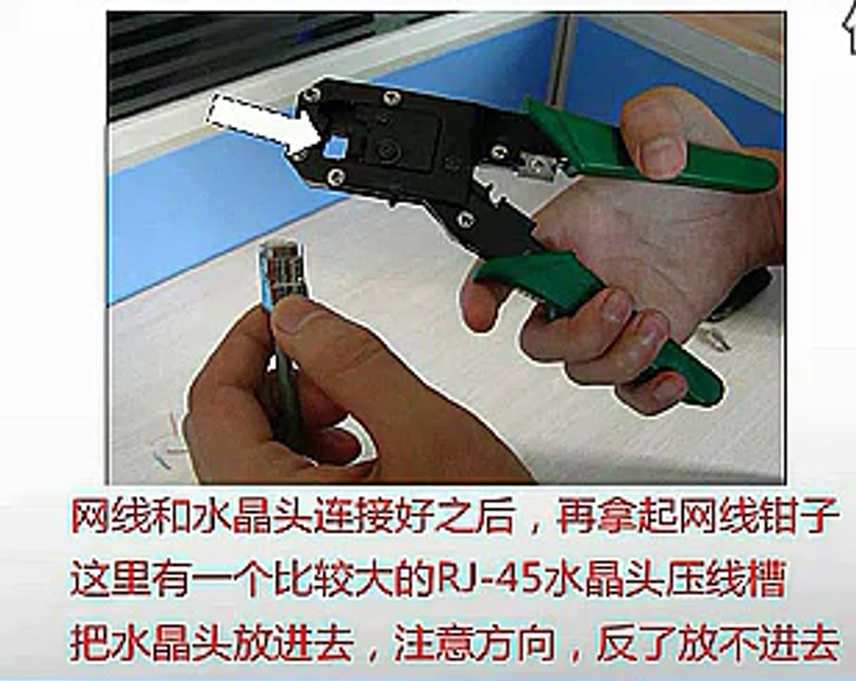 网线和水晶头连接好之后，再拿起网线钳子
这里有一个比较大的RJ-45水晶头压线槽
把水晶头放进去，注意方向，反了放不进去